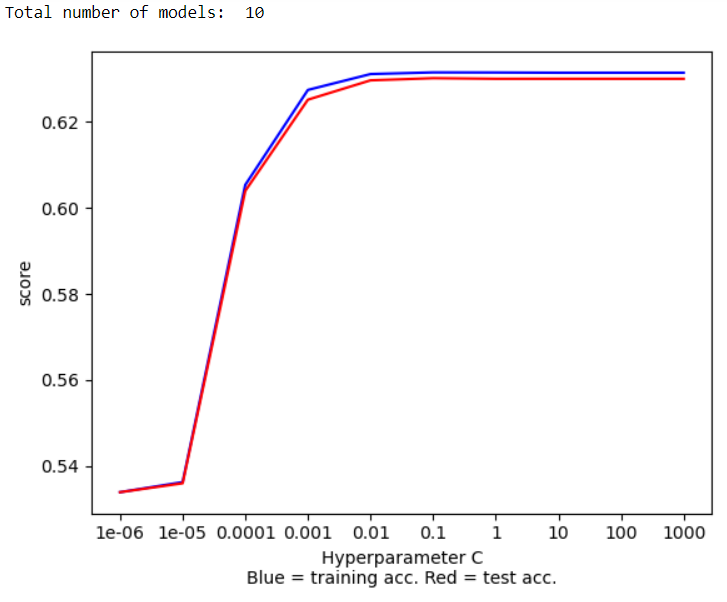 Total number of models:  10
score
0.62
0.60
0.58
0.56
0.54
1e-06 1e-05 0.0001 0.001 0.01 0.1 1 10 100 1000
Hyperparameter C
Blue = training acc. Red = test acc.